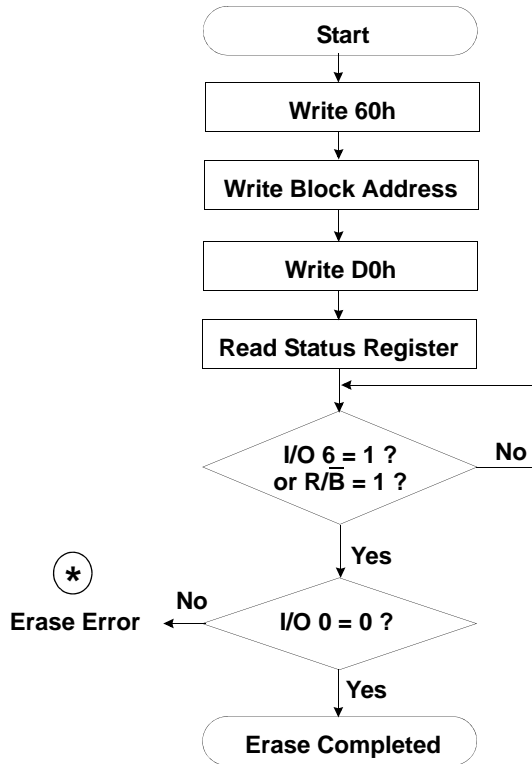 Start
Write 60h
Write Block Address
Write D0h
Read Status Register
I/O 6 = 1 ?
or R/B̅ = 1 ?
No
Yes
*
No
Erase Error
I/O 0 = 0 ?
Yes
Erase Completed